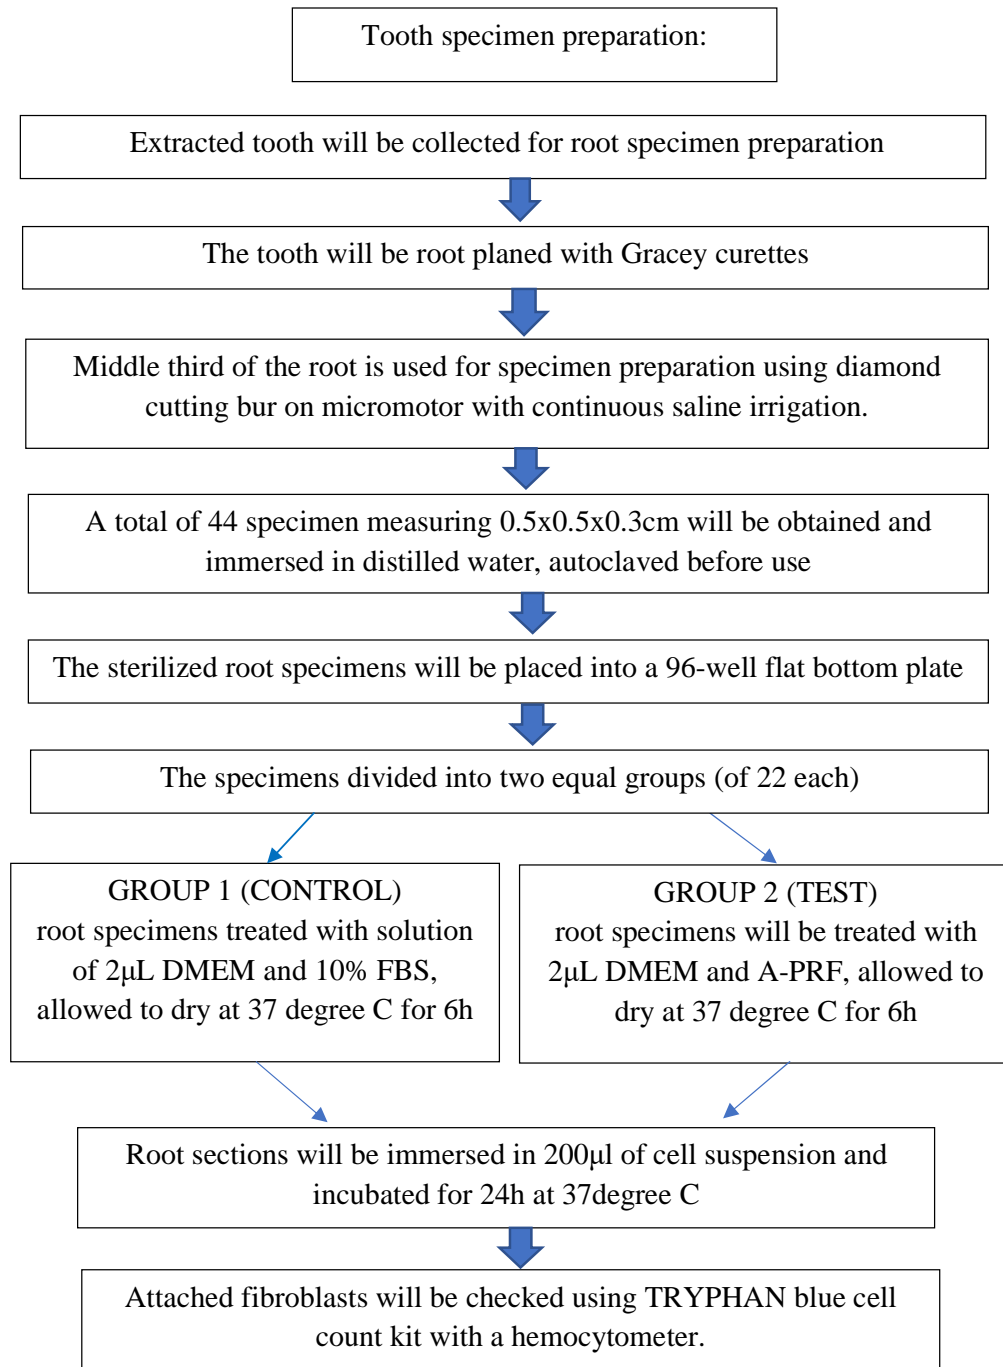 Tooth specimen preparation:
Extracted tooth will be collected for root specimen preparation
The tooth will be root planed with Gracey curettes
Middle third of the root is used for specimen preparation using diamond
cutting bur on micromotor with continuous saline irrigation.
A total of 44 specimen measuring 0.5x0.5x0.3cm will be obtained and
immersed in distilled water, autoclaved before use
The sterilized root specimens will be placed into a 96-well flat bottom plate
The specimens divided into two equal groups (of 22 each)
GROUP 1 (CONTROL)
root specimens treated with solution
of 2μL DMEM and 10% FBS,
allowed to dry at 37 degree C for 6h
GROUP 2 (TEST)
root specimens will be treated with
2μL DMEM and A-PRF, allowed to
dry at 37 degree C for 6h
Root sections will be immersed in 200μl of cell suspension and
incubated for 24h at 37degree C
Attached fibroblasts will be checked using TRYPHAN blue cell
count kit with a hemocytometer.